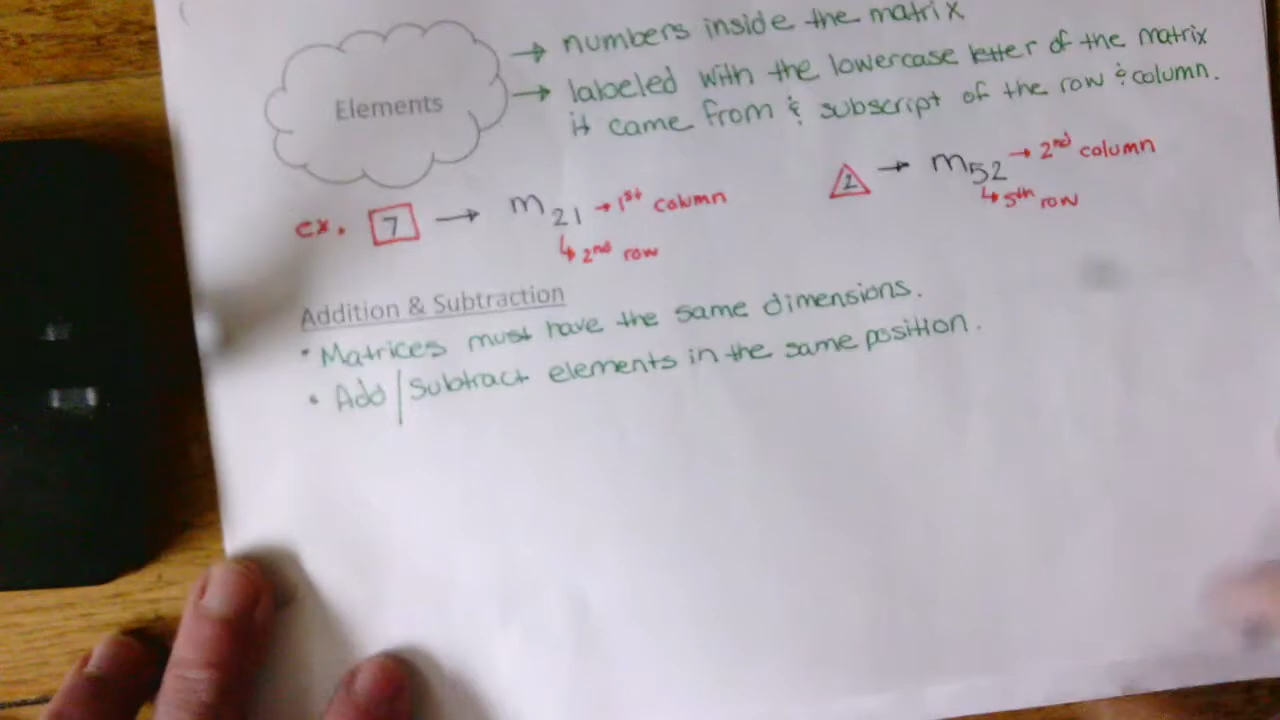 → numbers inside the matrix
Elements
→ labeled with the lowercase letter of the matrix
it came from & subscript of the row & column.
ex. 7 → m21 → 1st column
↳ 2nd row
2 → m52 → 2nd column
↳ 5th row
Addition & Subtraction
• Matrices must have the same dimensions.
• Add/Subtract elements in the same position.